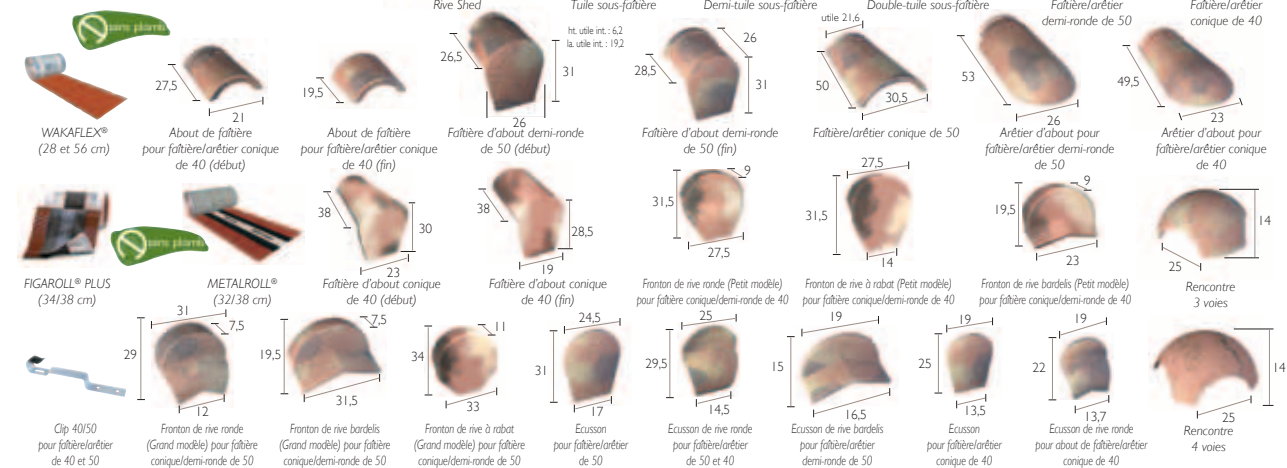 Rive Shed
Tuile sous-faîtière
Demi-tuile sous-faîtière
Double-tuile sous-faîtière
Faîtière/arêtier
demi-ronde de 50
Faîtière/arêtier
conique de 40
sans plomb
27,5
21
19,5
26,5
ht. utile int. : 6,2
la. utile int. : 19,2
31
26
28,5
26
31
utile 21,6
50
30,5
53
26
49,5
23
WAKAFLEX®
(28 et 56 cm)
About de faîtière
pour faîtière/arêtier conique
de 40 (début)
About de faîtière
pour faîtière/arêtier conique
de 40 (fin)
Faîtière d'about demi-ronde
de 50 (début)
Faîtière d'about demi-ronde
de 50 (fin)
Faîtière/arêtier conique de 50
Arêtier d'about pour
faîtière/arêtier demi-ronde
de 50
Arêtier d'about pour
faîtière/arêtier conique
de 40
sans plomb
38
30
23
38
28,5
19
31,5
9
27,5
27,5
31,5
14
9
19,5
23
14
25
FIGAROLL® PLUS
(34/38 cm)
METALROLL®
(32/38 cm)
Faîtière d'about conique
de 40 (début)
Faîtière d'about conique
de 40 (fin)
Fronton de rive ronde (Petit modèle)
pour faîtière conique/demi-ronde de 40
Fronton de rive à rabat (Petit modèle)
pour faîtière conique/demi-ronde de 40
Fronton de rive bardelis (Petit modèle)
pour faîtière conique/demi-ronde de 40
Rencontre
3 voies
31
7,5
29
12
7,5
19,5
31,5
11
34
33
24,5
31
17
25
29,5
14,5
19
15
16,5
19
25
13,5
19
22
13,7
14
25
Clip 40/50
pour faîtière/arêtier
de 40 et 50
Fronton de rive ronde
(Grand modèle) pour faîtière
conique/demi-ronde de 50
Fronton de rive bardelis
(Grand modèle) pour faîtière
conique/demi-ronde de 50
Fronton de rive à rabat
(Grand modèle) pour faîtière
conique/demi-ronde de 50
Ecusson
pour faîtière/arêtier
de 50
Ecusson de rive ronde
pour faîtière/arêtier
de 50 et 40
Ecusson de rive bardelis
pour faîtière/arêtier
demi-ronde de 50
Ecusson
pour faîtière/arêtier
conique de 40
Ecusson de rive ronde
pour about de faîtière/arêtier
conique de 40
Rencontre
4 voies